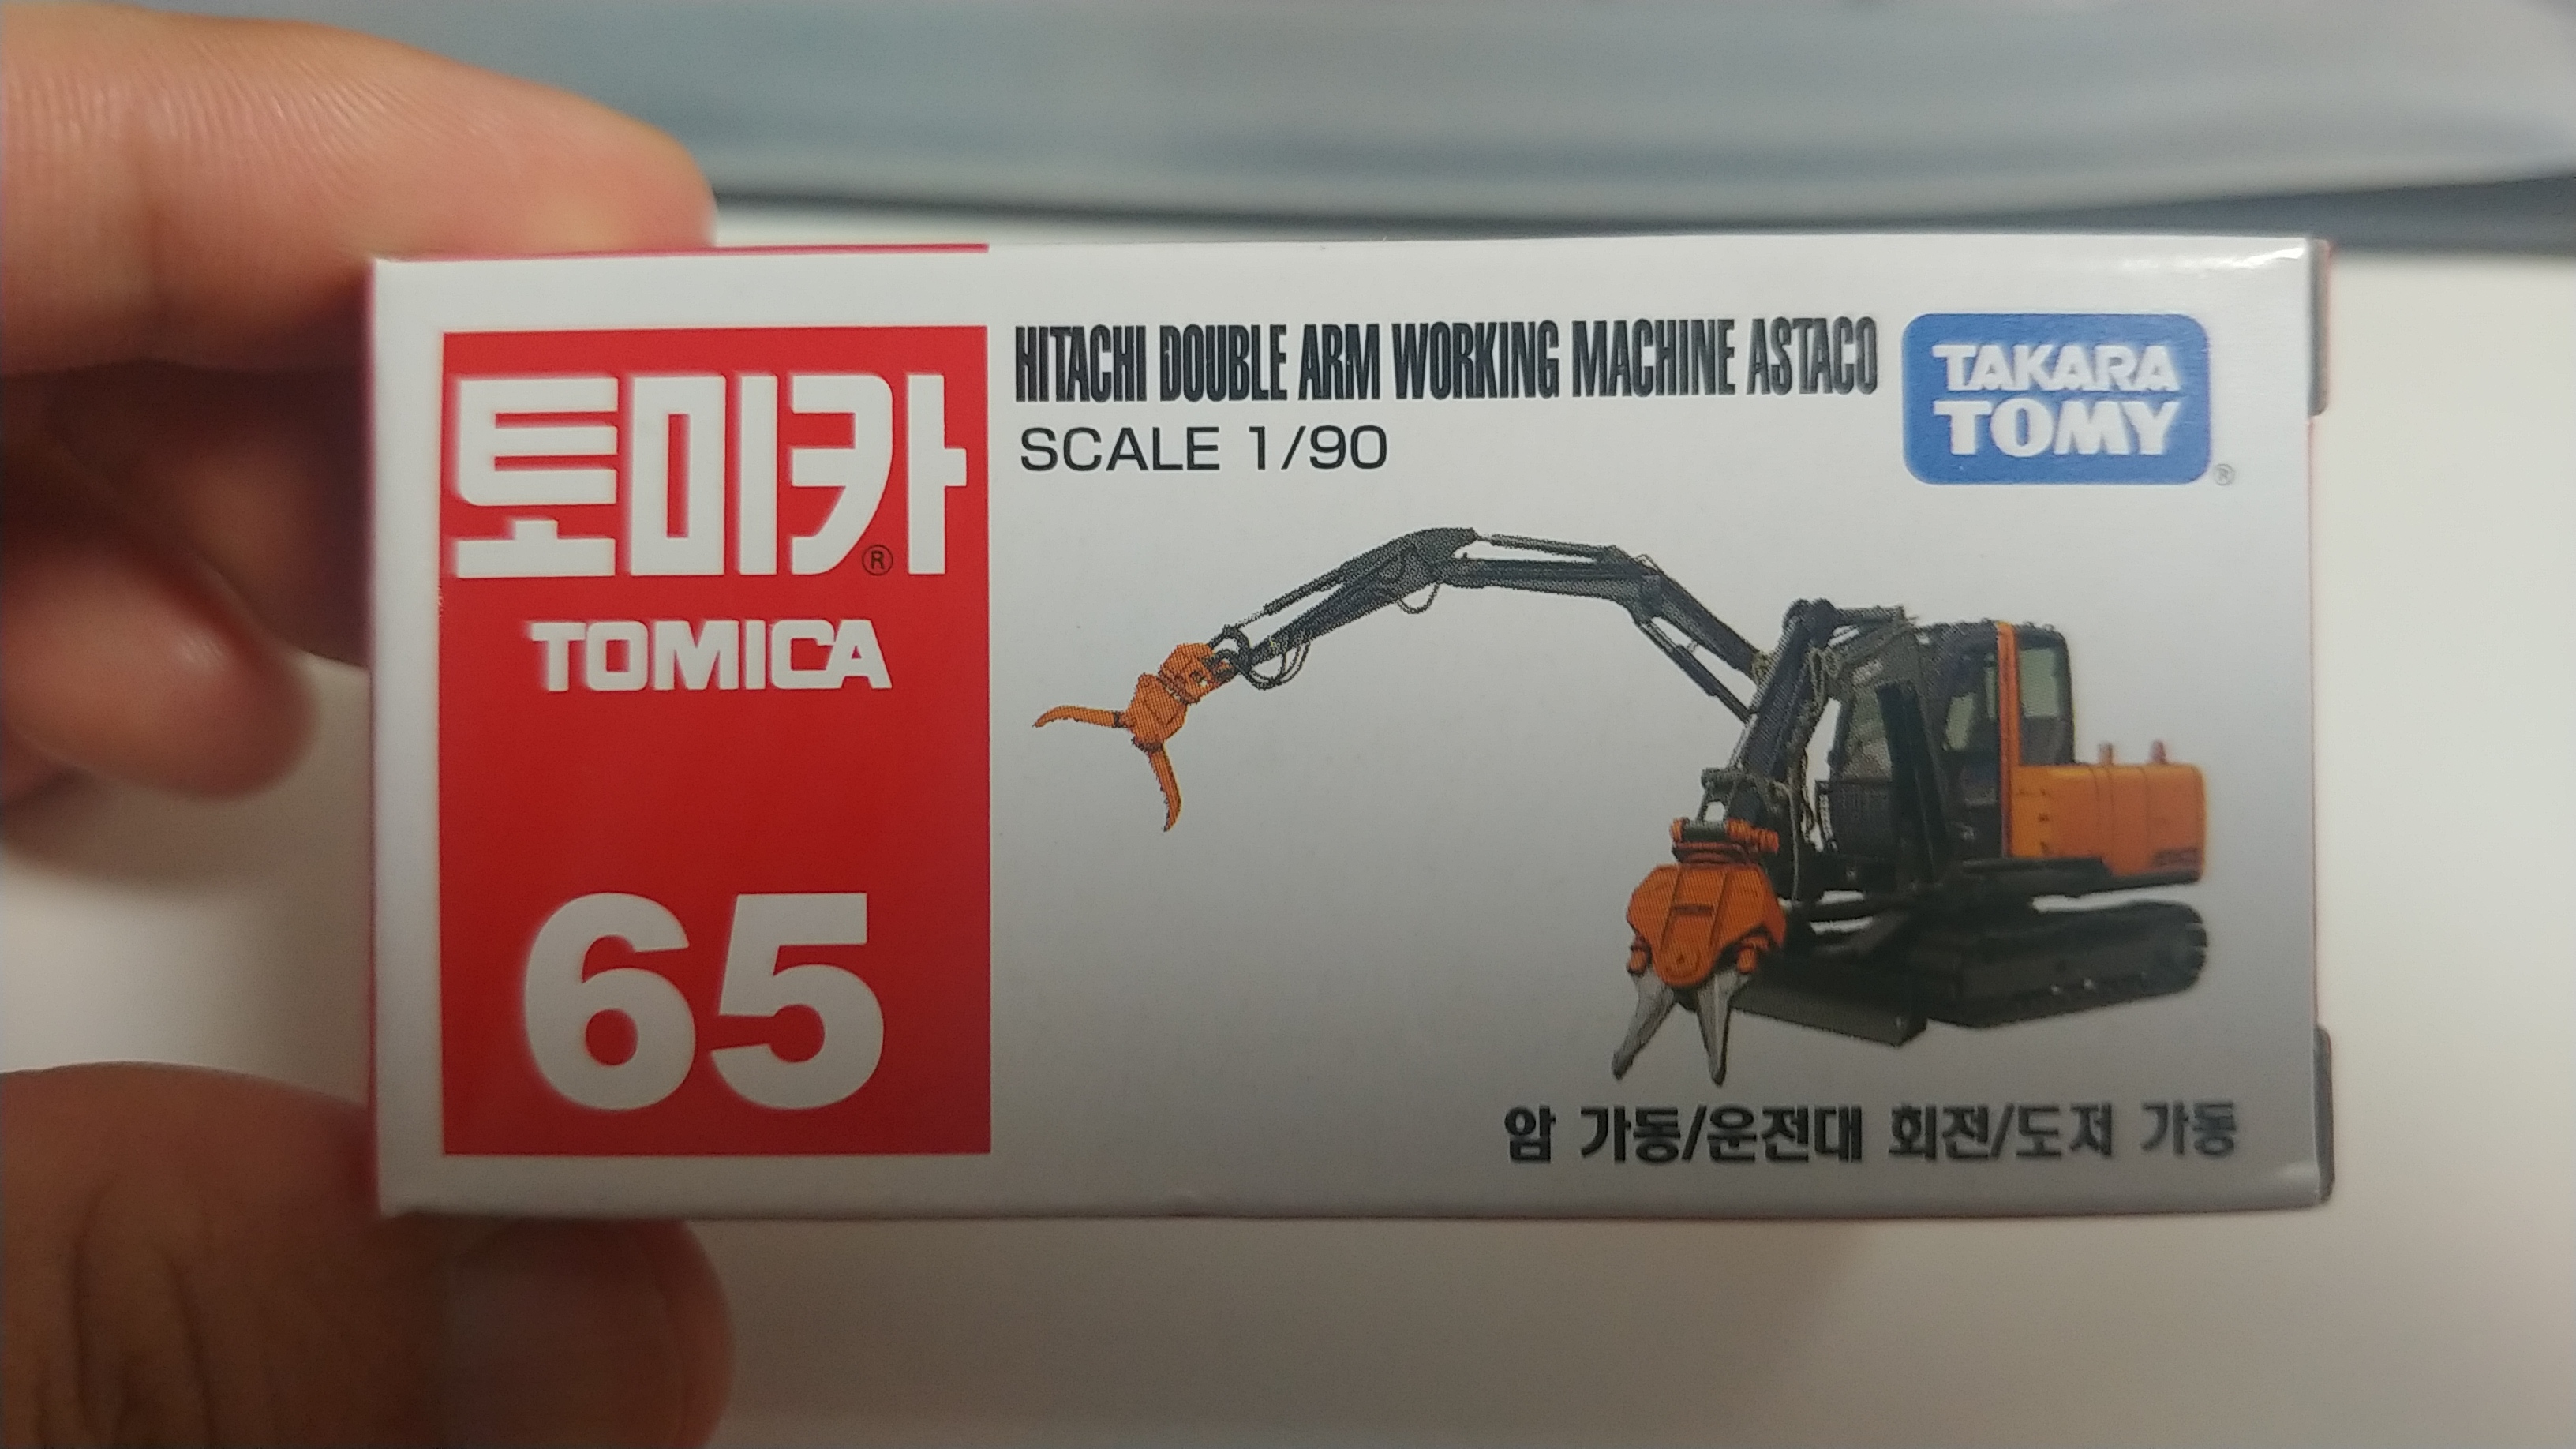 토미카®
TOMICA
65
HITACHI DOUBLE ARM WORKING MACHINE ASTACO
SCALE 1/90
TAKARA
TOMY®
암 가동/운전대 회전/도저 가동